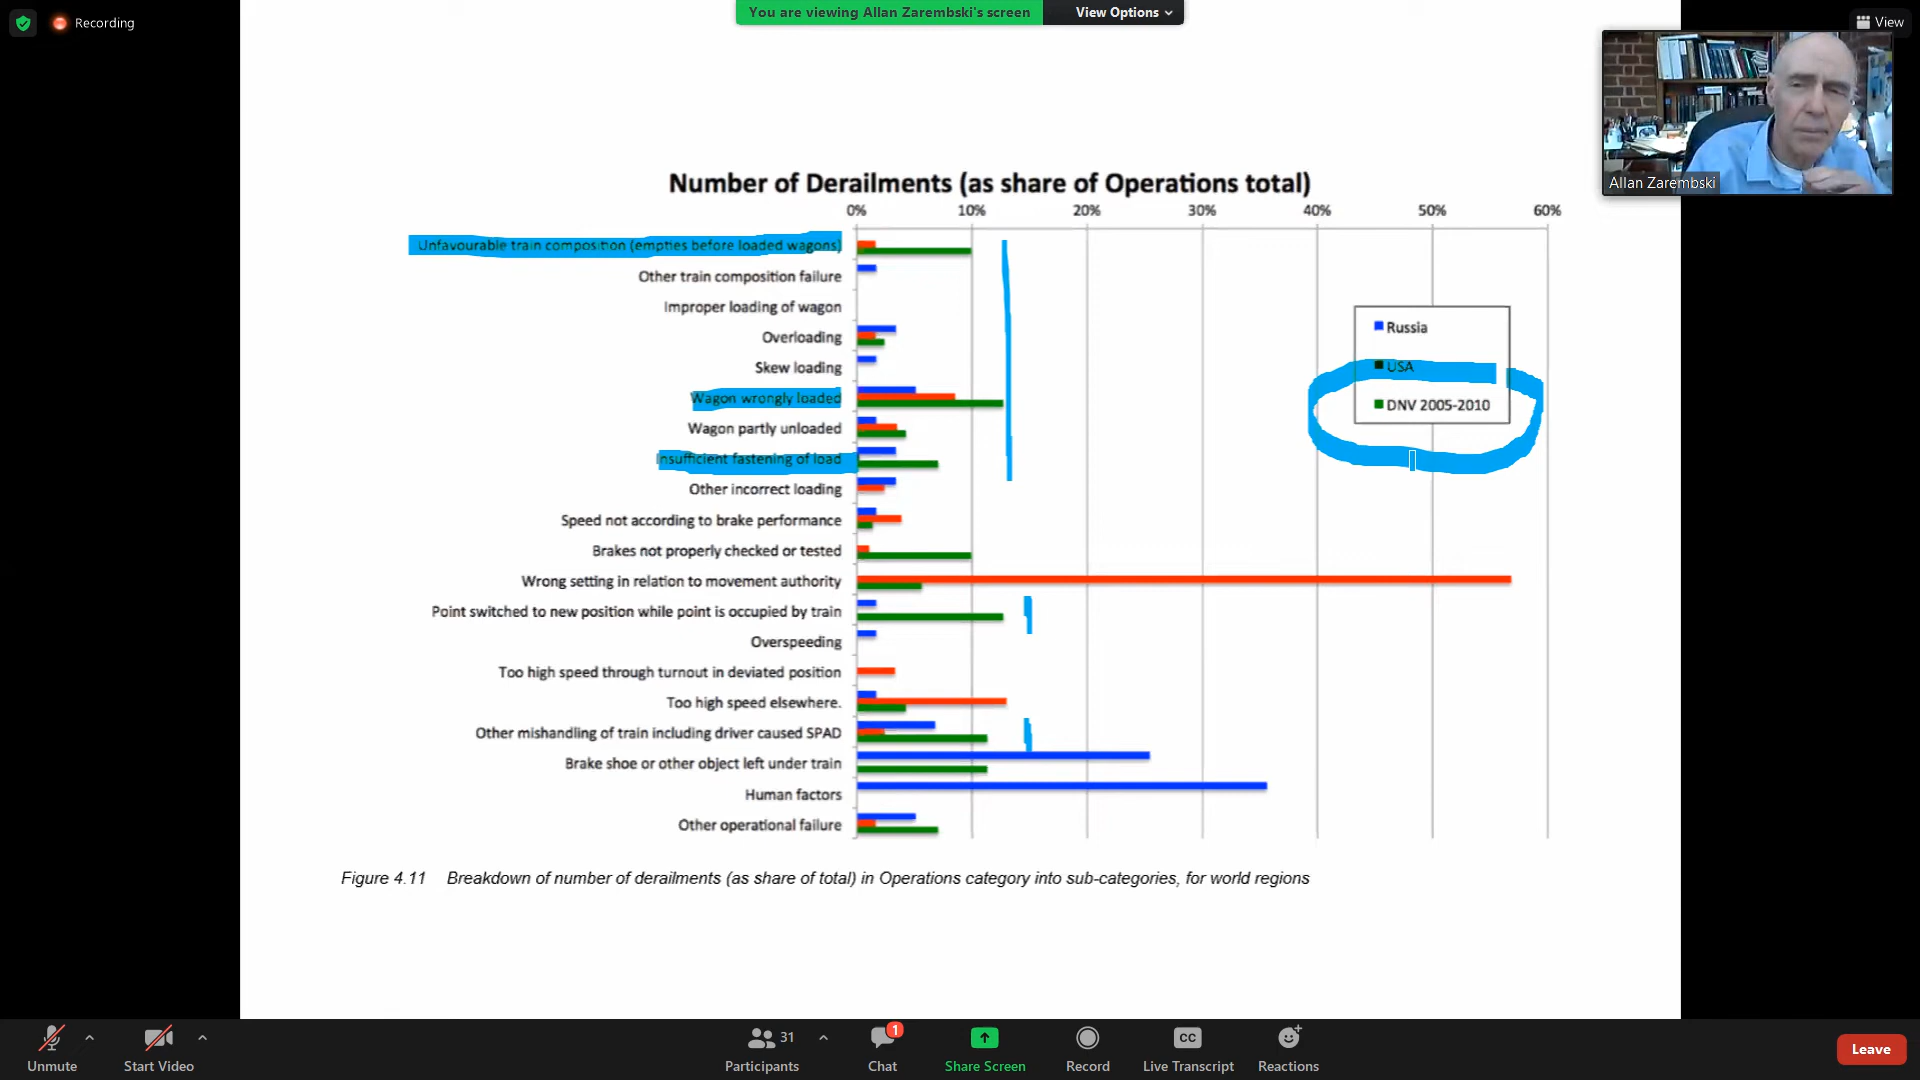 Recording
You are viewing Allan Zarembski's screen
View Options
View
Allan Zarembski
Number of Derailments (as share of Operations total)
0% 10% 20% 30% 40% 50% 60%
Unfavourable train composition (empties before loaded wagons)
Other train composition failure
Improper loading of wagon
Overloading
Skew loading
Wagon wrongly loaded
Wagon partly unloaded
Insufficient fastening of load
Other incorrect loading
Speed not according to brake performance
Brakes not properly checked or tested
Wrong setting in relation to movement authority
Point switched to new position while point is occupied by train
Overspeeding
Too high speed through turnout in deviated position
Too high speed elsewhere.
Other mishandling of train including driver caused SPAD
Brake shoe or other object left under train
Human factors
Other operational failure
Russia
USA
DNV 2005-2010
Figure 4.11 Breakdown of number of derailments (as share of total) in Operations category into sub-categories, for world regions
Unmute
Start Video
31
Participants
1
Chat
Share Screen
Record
CC
Live Transcript
Reactions
Leave